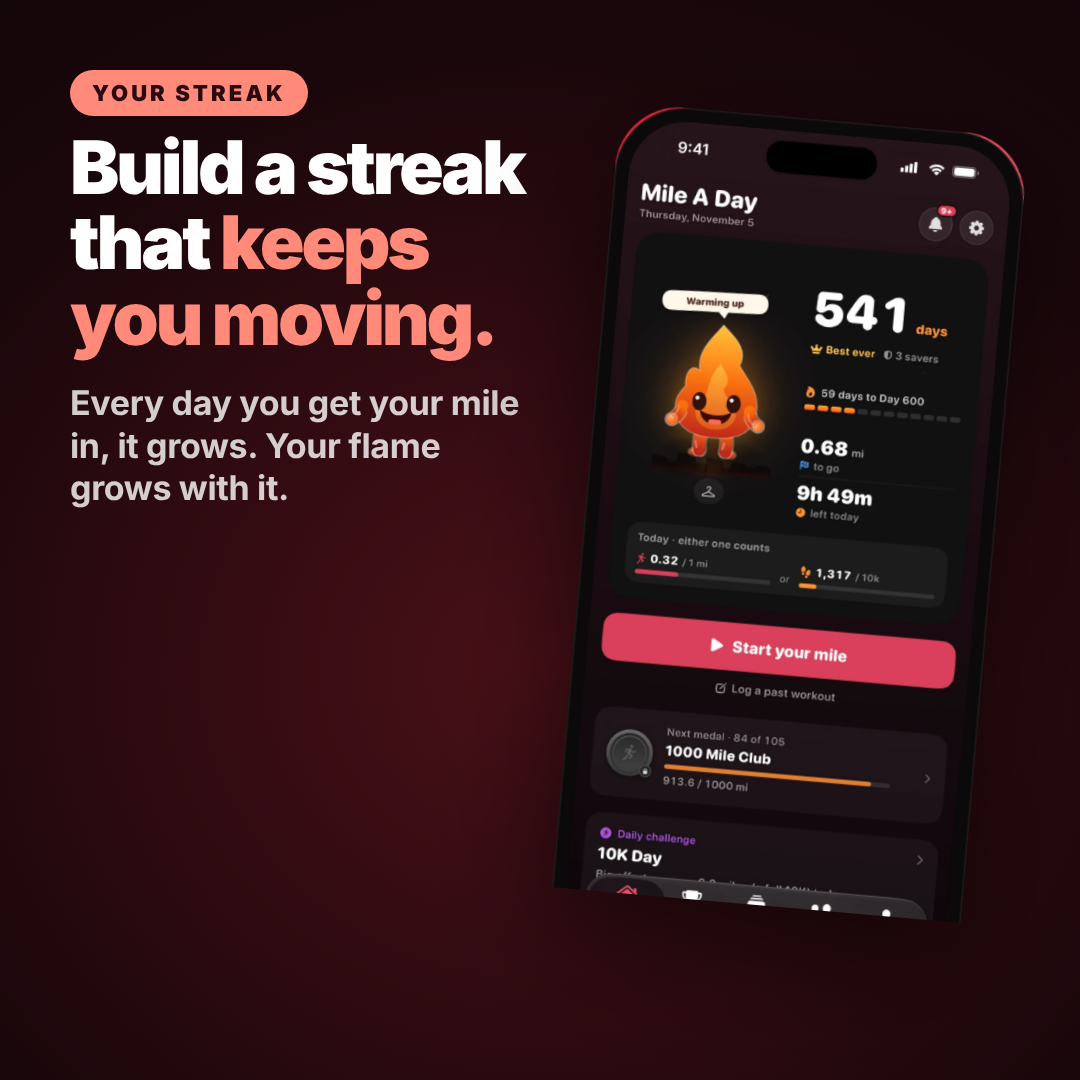 YOUR STREAK
Build a streak
that keeps
you moving.
Every day you get your mile
in, it grows. Your flame
grows with it.
9:41
Mile A Day
Thursday, November 5
9+
Warming up
541 days
Best ever 3 savers
59 days to Day 600
0.68 mi
to go
9h 49m
left today
Today · either one counts
0.32 / 1 mi or 1,317 / 10k
Start your mile
Log a past workout
Next medal · 84 of 105
1000 Mile Club
913.6 / 1000 mi
Daily challenge
10K Day